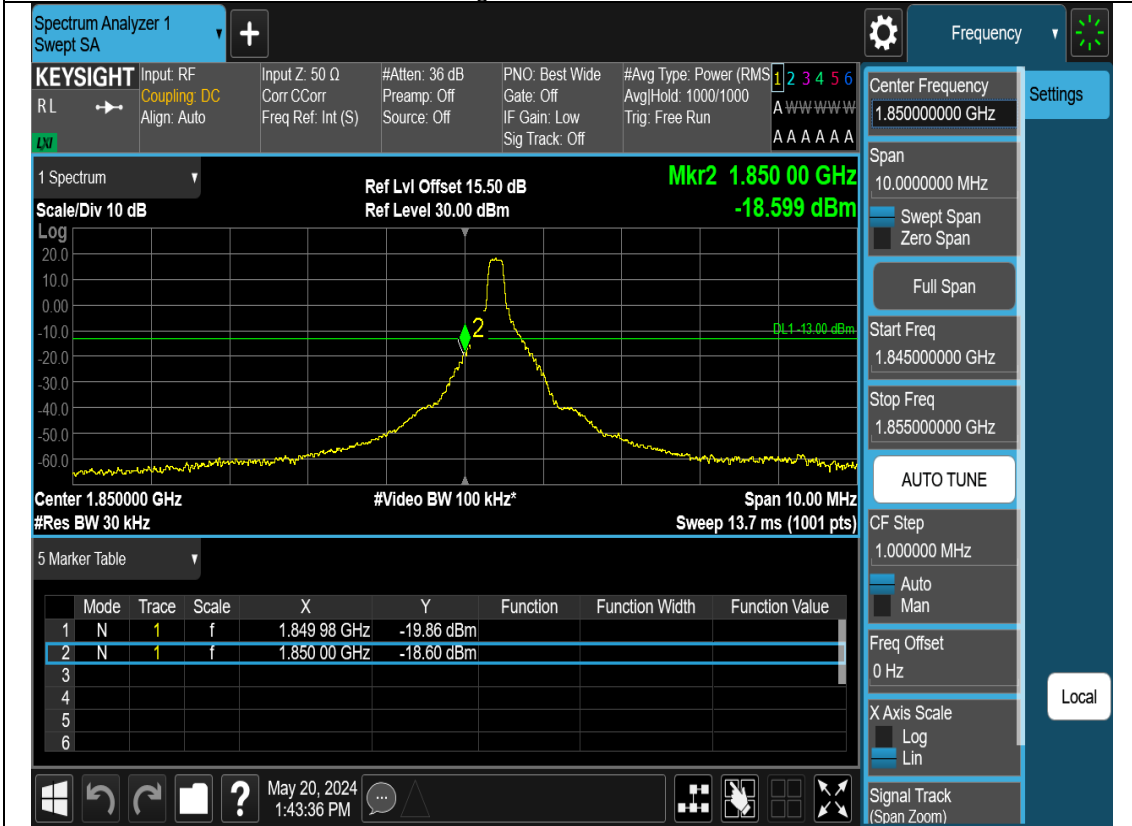 Spectrum Analyzer 1
Swept SA
+
Frequency
KEYSIGHT
R L
LXI
Input: RF
Coupling: DC
Align: Auto
Input Z: 50 Ω
Corr CCorr
Freq Ref: Int (S)
#Atten: 36 dB
Preamp: Off
Source: Off
PNO: Best Wide
Gate: Off
IF Gain: Low
Sig Track: Off
#Avg Type: Power (RMS
Avg|Hold: 1000/1000
Trig: Free Run
1 2 3 4 5 6
A W W W W W
A A A A A A
1 Spectrum
Scale/Div 10 dB
Ref Lvl Offset 15.50 dB
Ref Level 30.00 dBm
Mkr2 1.850 00 GHz
-18.599 dBm
Log
20.0
10.0
0.00
-10.0
-20.0
-30.0
-40.0
-50.0
-60.0
2
DL1 -13.00 dBm
Center 1.850000 GHz
#Res BW 30 kHz
#Video BW 100 kHz*
Span 10.00 MHz
Sweep 13.7 ms (1001 pts)
5 Marker Table
Mode Trace Scale X Y Function Function Width Function Value
1 N 1 f 1.849 98 GHz -19.86 dBm
2 N 1 f 1.850 00 GHz -18.60 dBm
3
4
5
6
Center Frequency
1.850000000 GHz
Settings
Span
10.0000000 MHz
Swept Span
Zero Span
Full Span
Start Freq
1.845000000 GHz
Stop Freq
1.855000000 GHz
AUTO TUNE
CF Step
1.000000 MHz
Auto
Man
Freq Offset
0 Hz
X Axis Scale
Log
Lin
Signal Track
(Span Zoom)
Local
?
May 20, 2024
1:43:36 PM